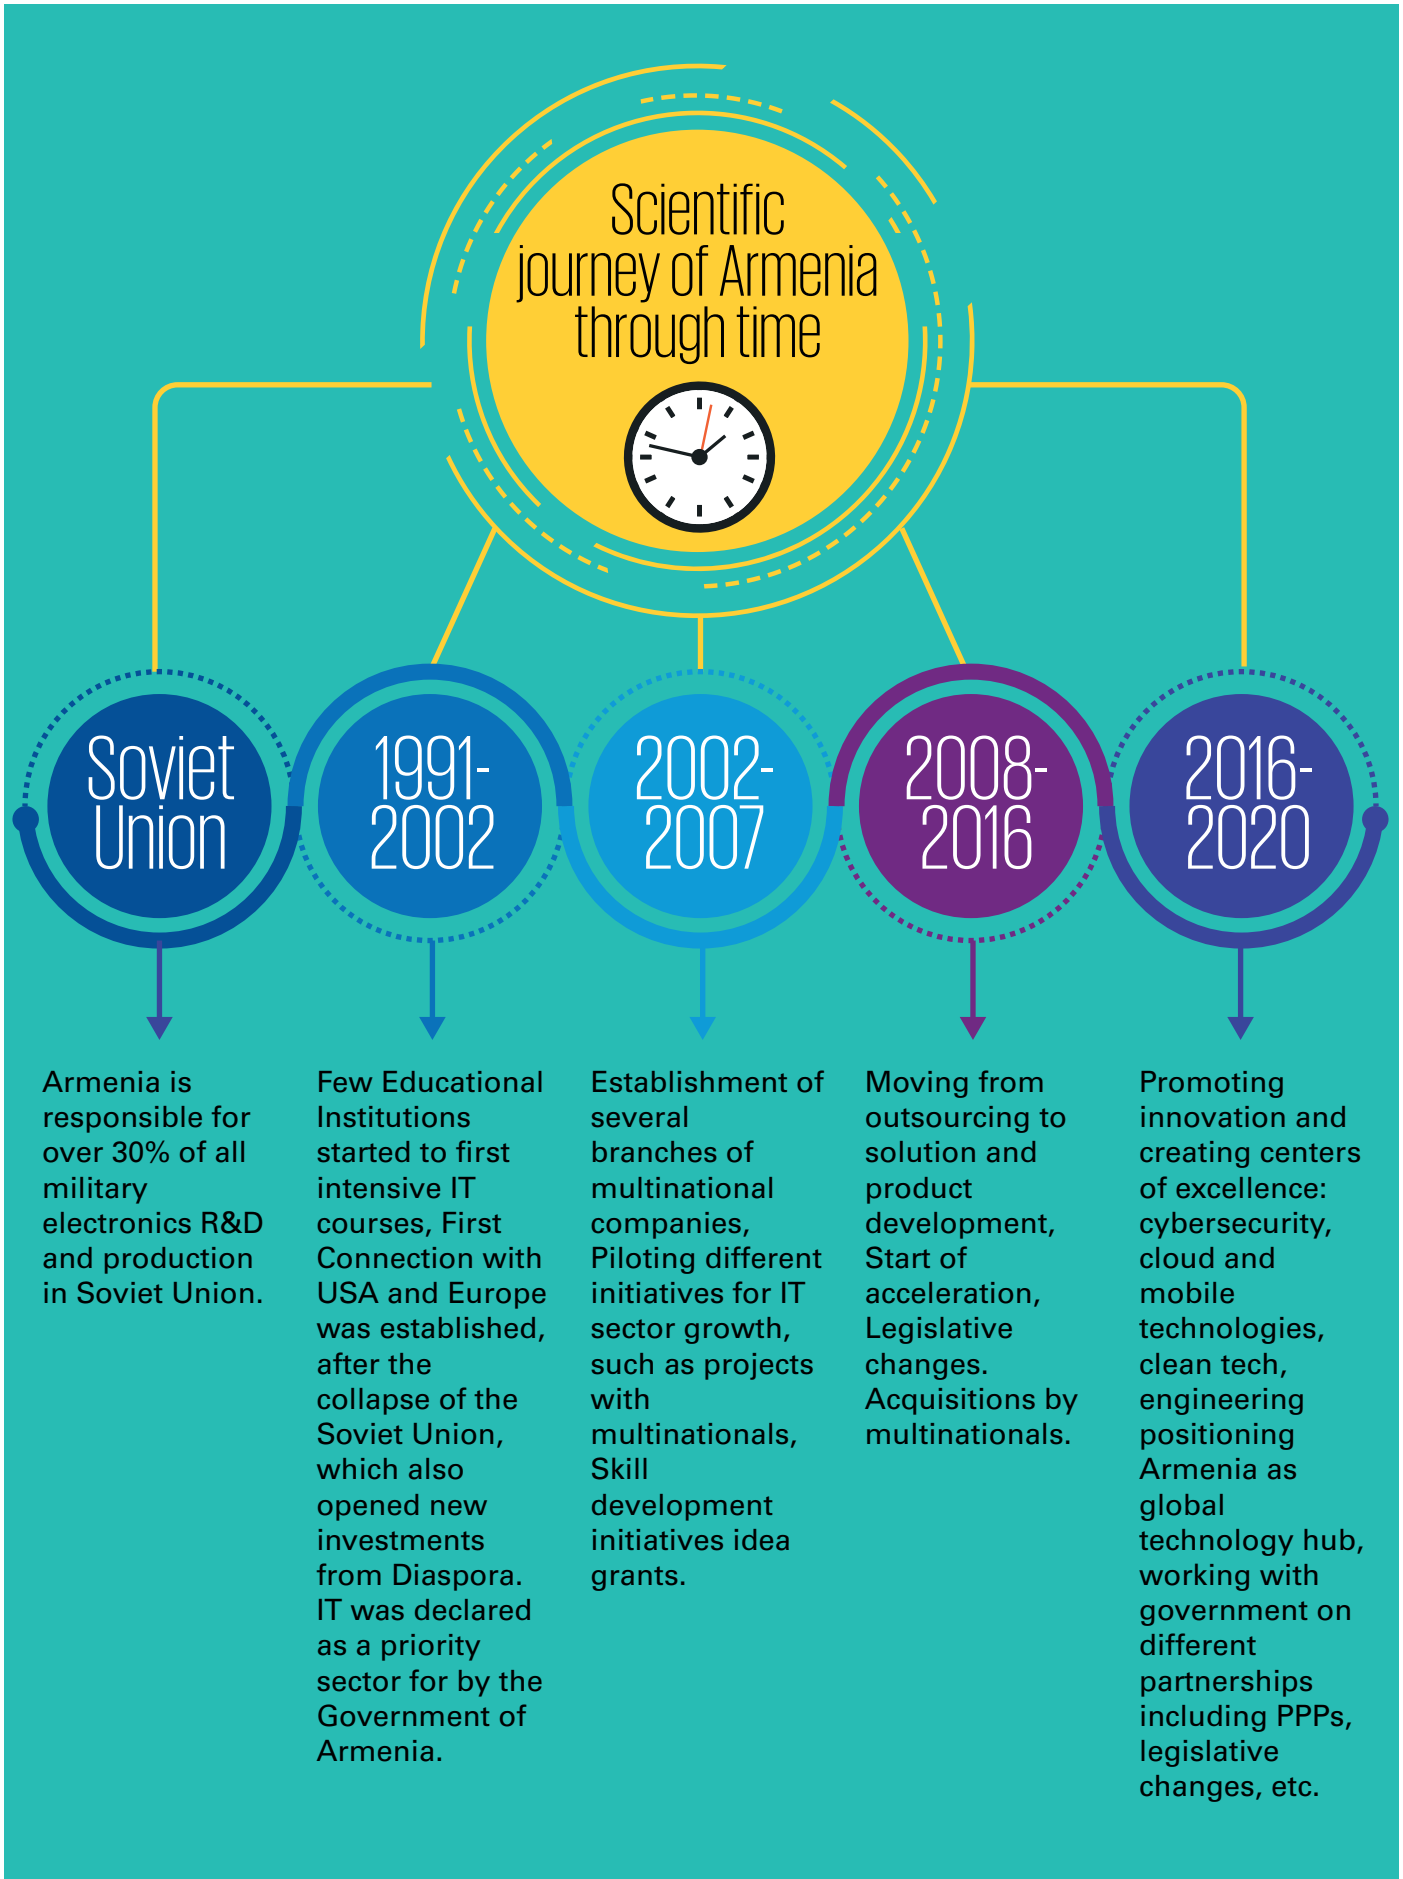 Scientific
journey of Armenia
through time
Soviet
Union
1991-
2002
2002-
2007
2008-
2016
2016-
2020
Armenia is
responsible for
over 30% of all
military
electronics R&D
and production
in Soviet Union.
Few Educational
Institutions
started to first
intensive IT
courses, First
Connection with
USA and Europe
was established,
after the
collapse of the
Soviet Union,
which also
opened new
investments
from Diaspora.
IT was declared
as a priority
sector for by the
Government of
Armenia.
Establishment of
several
branches of
multinational
companies,
Piloting different
initiatives for IT
sector growth,
such as projects
with
multinationals,
Skill
development
initiatives idea
grants.
Moving from
outsourcing to
solution and
product
development,
Start of
acceleration,
Legislative
changes.
Acquisitions by
multinationals.
Promoting
innovation and
creating centers
of excellence:
cybersecurity,
cloud and
mobile
technologies,
clean tech,
engineering
positioning
Armenia as
global
technology hub,
working with
government on
different
partnerships
including PPPs,
legislative
changes, etc.